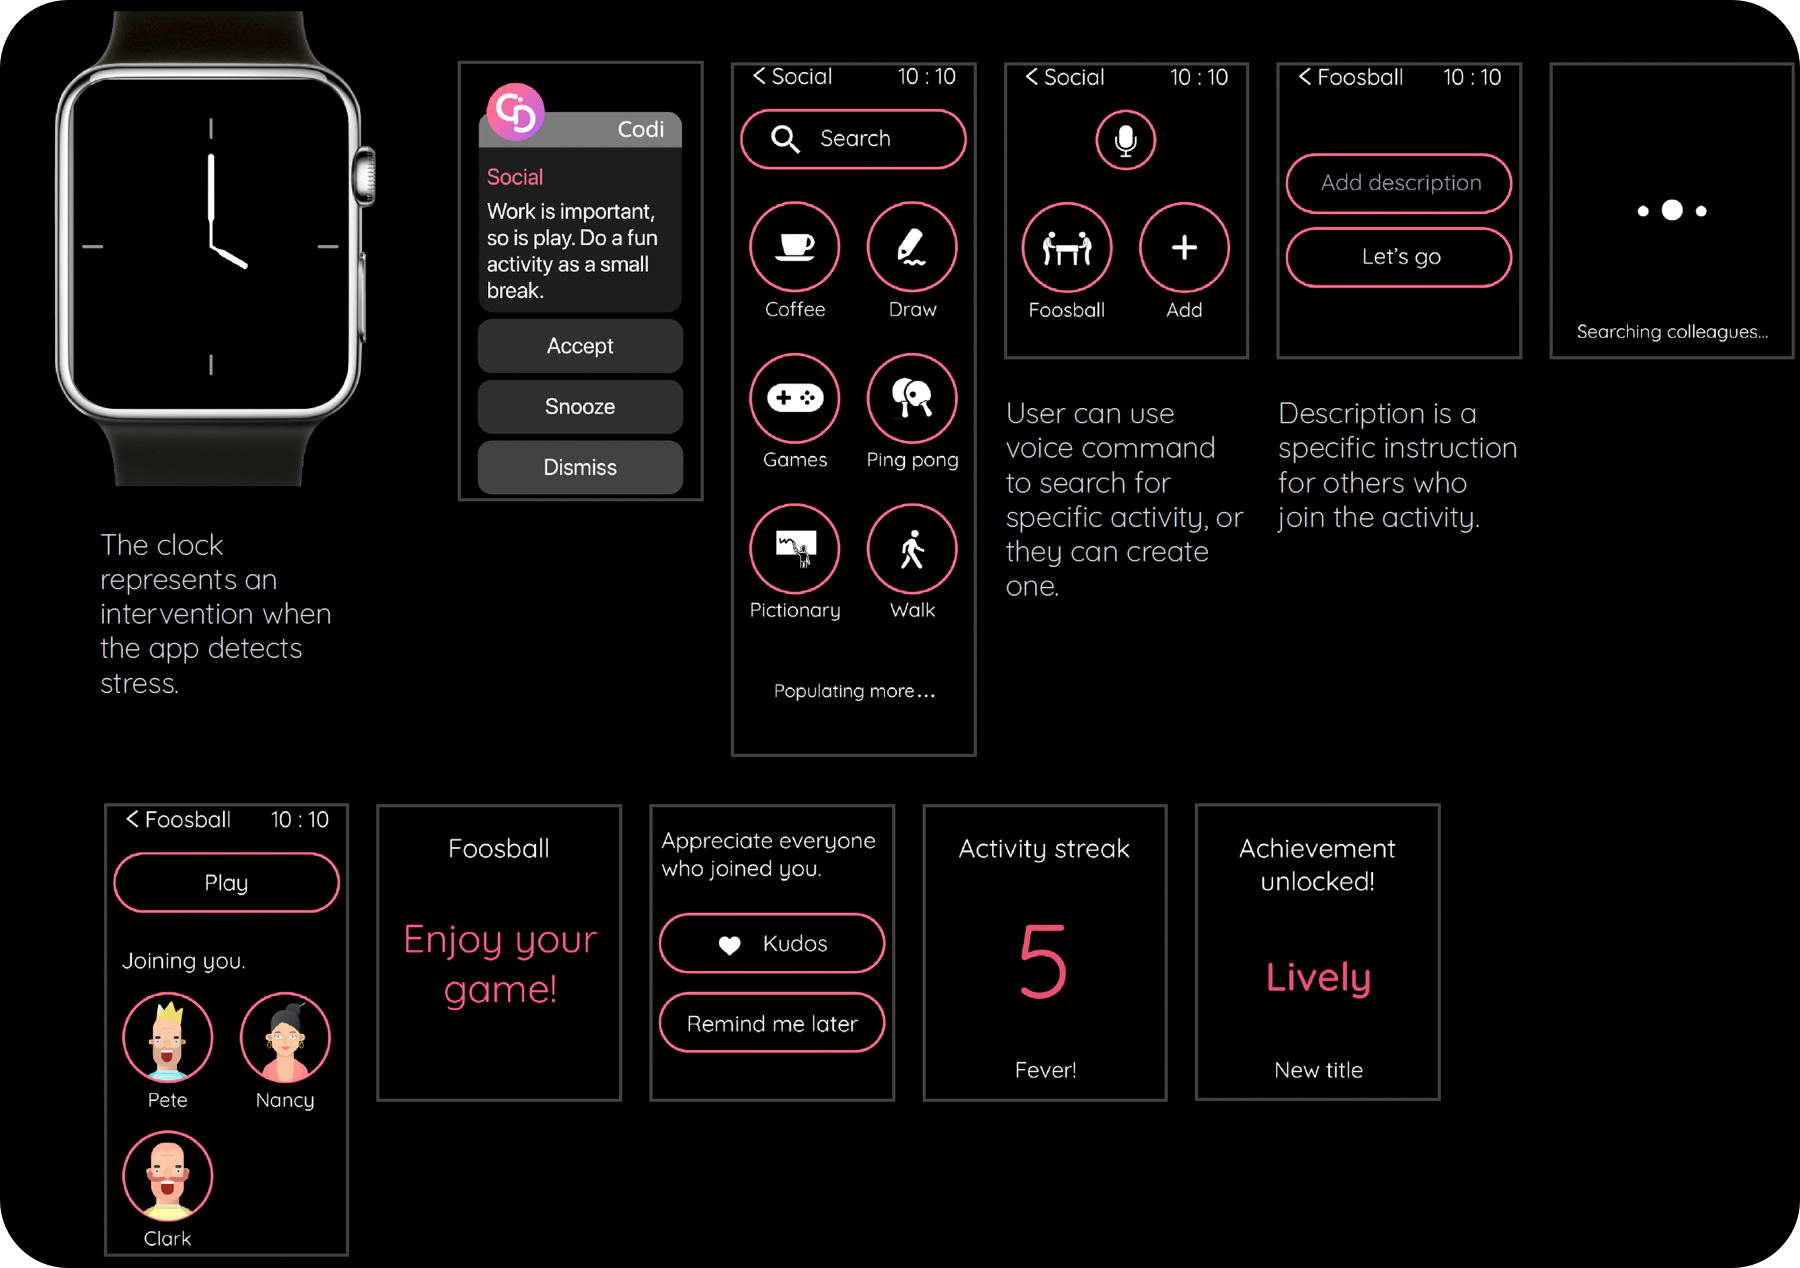 The clock
represents an
intervention when
the app detects
stress.
CD
Codi
Social
Work is important,
so is play. Do a fun
activity as a small
break.
Accept
Snooze
Dismiss
< Social 10 : 10
Search
Coffee Draw
Games Ping pong
Pictionary Walk
Populating more...
< Social 10 : 10
Foosball Add
User can use
voice command
to search for
specific activity, or
they can create
one.
< Foosball 10 : 10
Add description
Let's go
Description is a
specific instruction
for others who
join the activity.
Searching colleagues...
< Foosball 10 : 10
Play
Joining you.
Pete Nancy
Clark
Foosball
Enjoy your
game!
Appreciate everyone
who joined you.
Kudos
Remind me later
Activity streak
5
Fever!
Achievement
unlocked!
Lively
New title